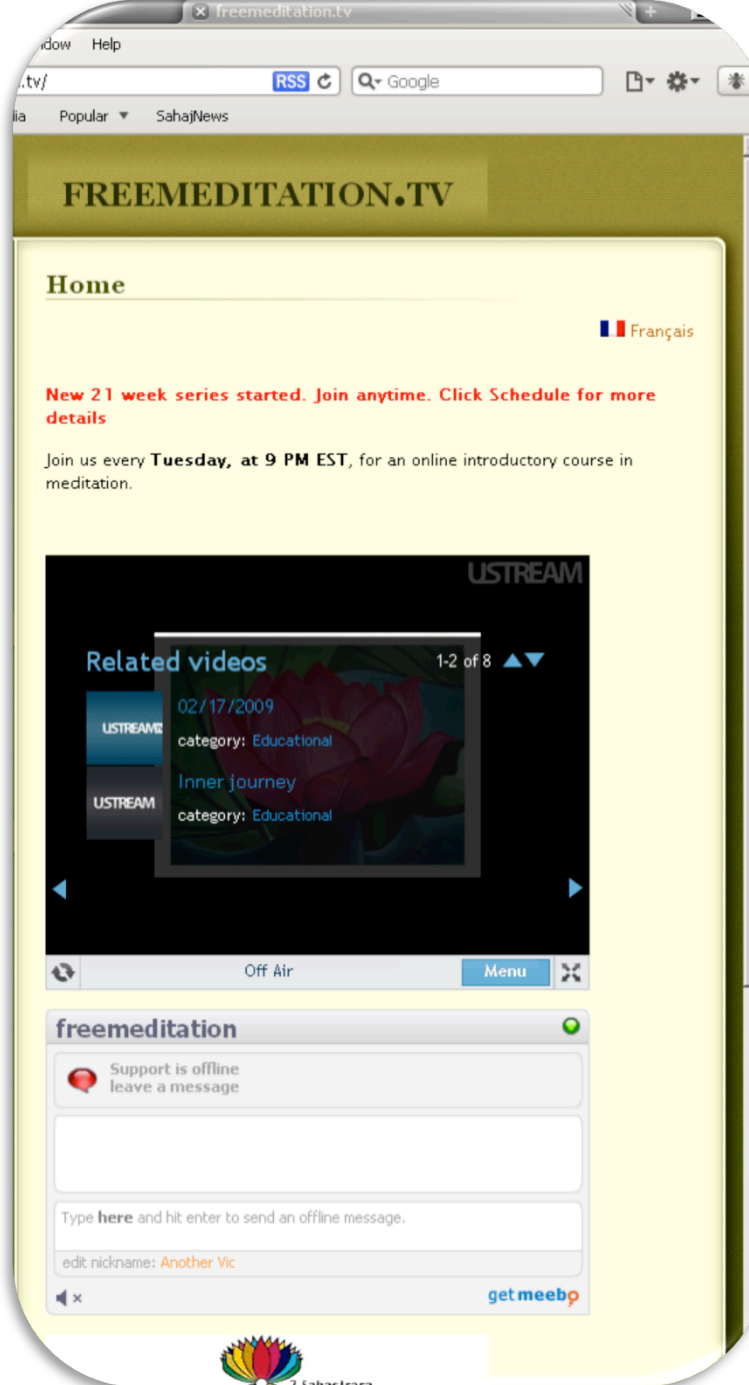 freemeditation.tv
Help
.tv/ RSS Google
Popular SahajNews
FREEMEDITATION.TV
Home
Français
New 21 week series started. Join anytime. Click Schedule for more
details
Join us every Tuesday, at 9 PM EST, for an online introductory course in
meditation.
USTREAM
Related videos 1-2 of 8
USTREAM
02/17/2009
category: Educational
USTREAM
Inner journey
category: Educational
Off Air Menu
freemeditation
Support is offline
leave a message
Type here and hit enter to send an offline message.
edit nickname: Another Vic
get meebo
7 Sahastrara